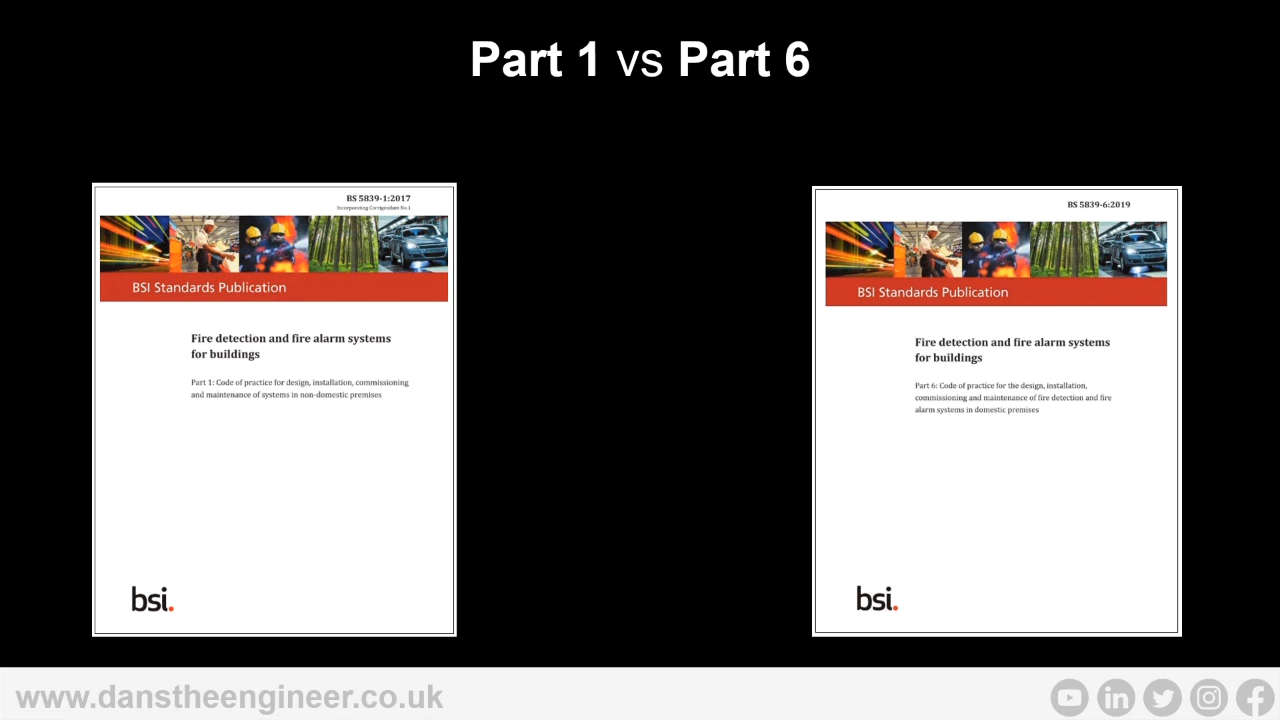 Part 1 vs Part 6
BS 5839-1:2017
Incorporating Corrigendum No.1
BSI Standards Publication
Fire detection and fire alarm systems
for buildings
Part 1: Code of practice for design, installation, commissioning
and maintenance of systems in non-domestic premises
bsi.
BS 5839-6:2019
BSI Standards Publication
Fire detection and fire alarm systems
for buildings
Part 6: Code of practice for the design, installation,
commissioning and maintenance of fire detection and fire
alarm systems in domestic premises
bsi.
www.danstheengineer.co.uk